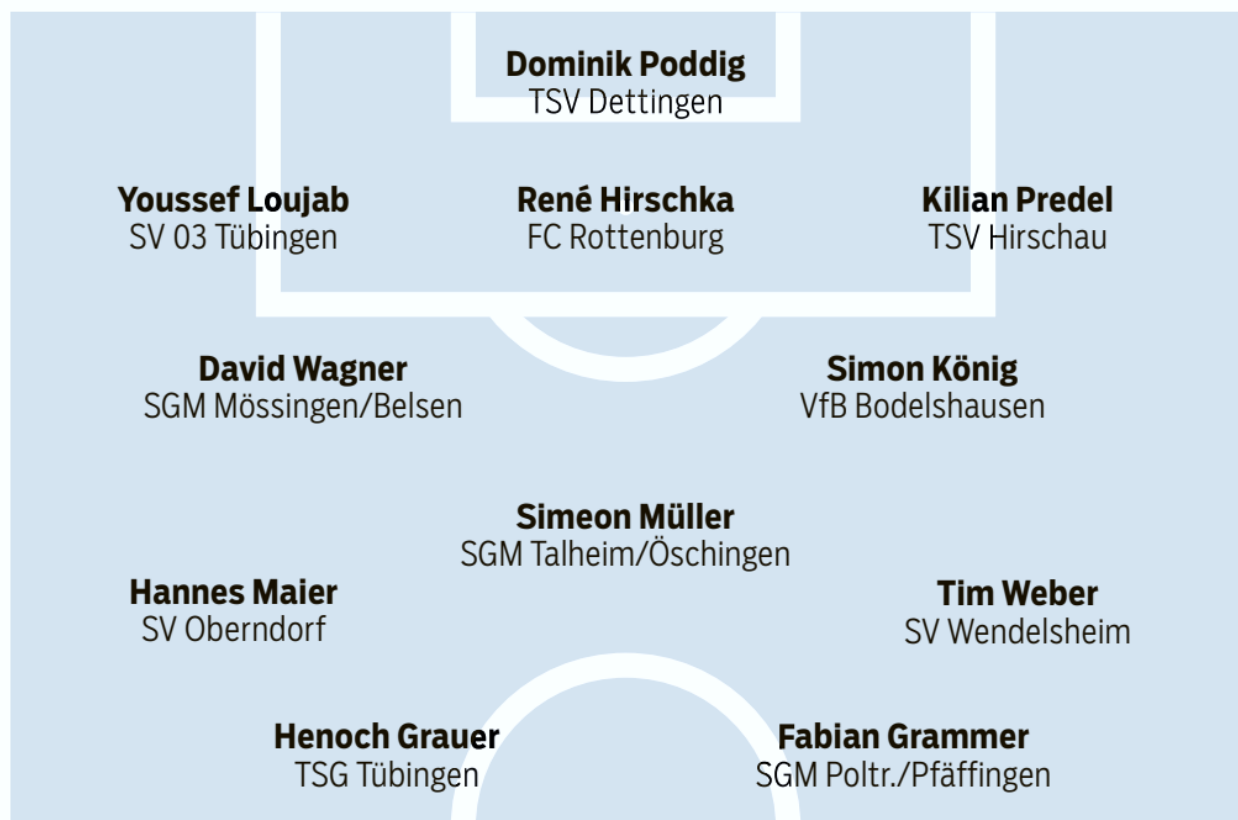 Dominik Poddig
TSV Dettingen
Youssef Loujab
SV 03 Tübingen
René Hirschka
FC Rottenburg
Kilian Predel
TSV Hirschau
David Wagner
SGM Mössingen/Belsen
Simon König
VfB Bodelshausen
Simeon Müller
SGM Talheim/Öschingen
Hannes Maier
SV Oberndorf
Tim Weber
SV Wendelsheim
Henoch Grauer
TSG Tübingen
Fabian Grammer
SGM Poltr./Pfäffingen